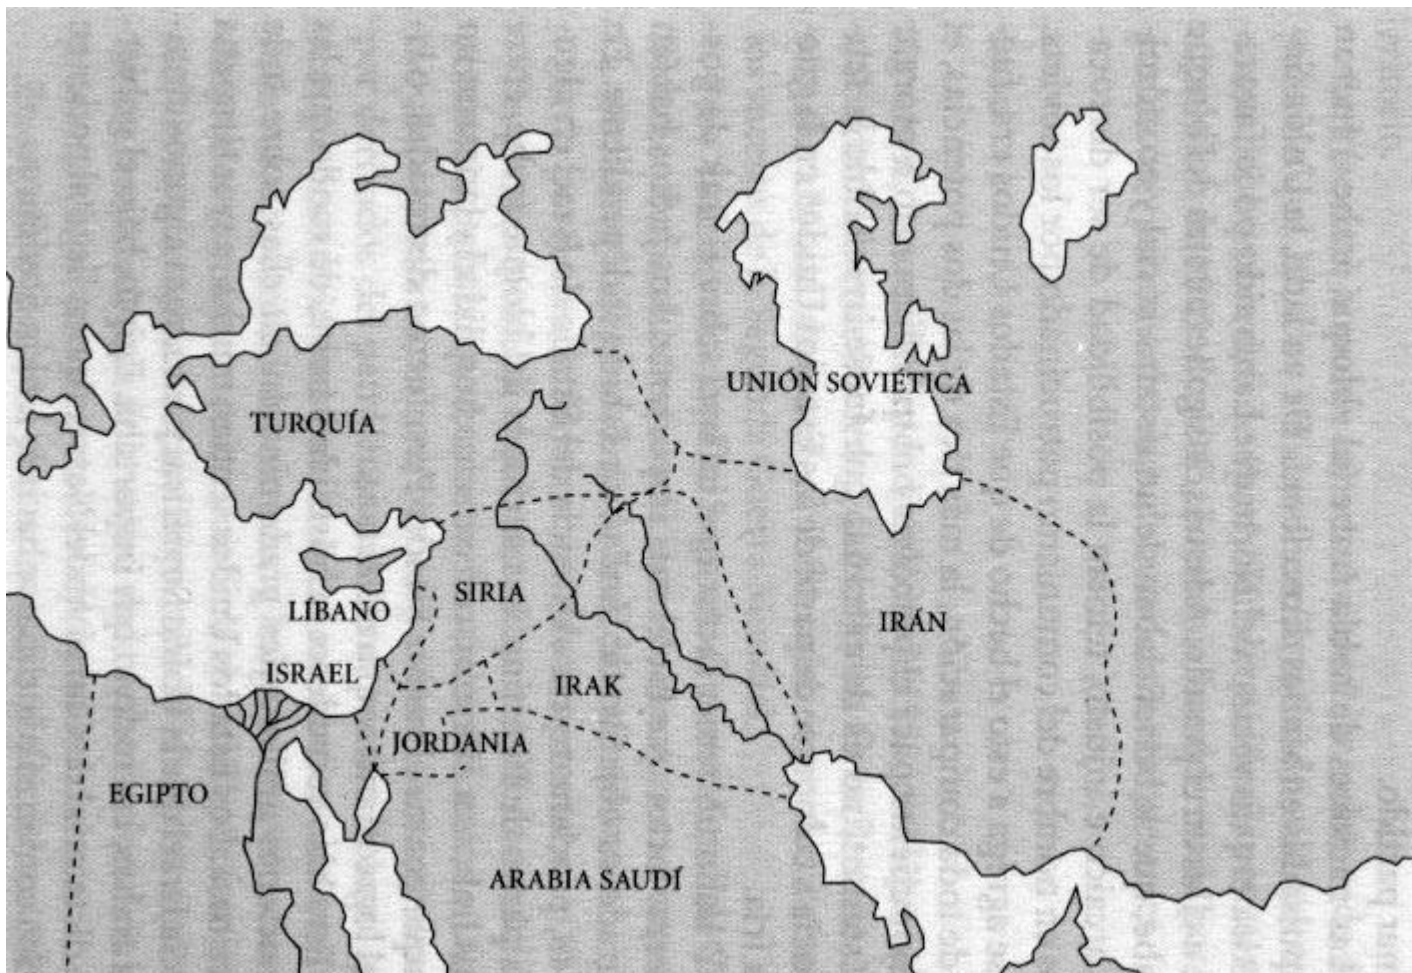 UNIÓN SOVIÉTICA
TURQUÍA
SIRIA
LÍBANO
IRÁN
ISRAEL
IRAK
JORDANIA
EGIPTO
ARABIA SAUDÍ